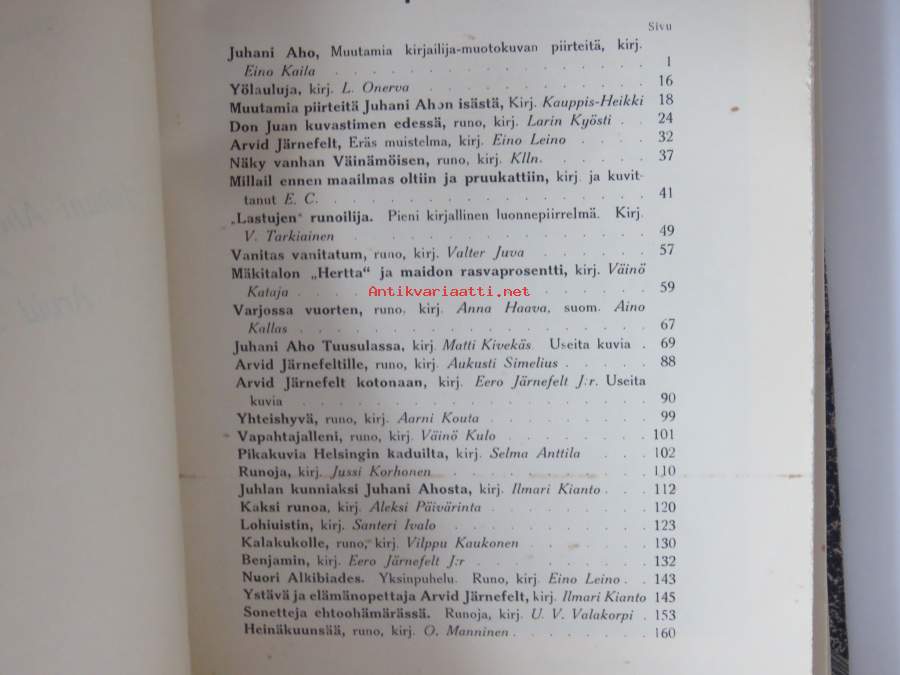 Sivu
Juhani Aho, Muutamia kirjailija-muotokuvan piirteitä, kirj.
Eino Kaila . . . . . . . . . . . . . . . . 1
Yölauluja, kirj. L. Onerva . . . . . . . . . . . . 16
Muutamia piirteitä Juhani Ahon isästä, Kirj. Kauppis-Heikki 18
Don Juan kuvastimen edessä, runo, kirj. Larin Kyösti . . 24
Arvid Järnefelt, Eräs muistelma, kirj. Eino Leino . . . . 32
Näky vanhan Väinämöisen, runo, kirj. Klln. . . . . . 37
Millail ennen maailmas oltiin ja pruukattiin, kirj. ja kuvit-
tanut E. C. . . . . . . . . . . . . . . . . 41
„Lastujen" runoilija. Pieni kirjallinen luonnepiirrelmä. Kirj.
V. Tarkiainen . . . . . . . . . . . . . . . 49
Vanitas vanitatum, runo, kirj. Valter Juva . . . . . . 57
Mäkitalon „Hertta" ja maidon rasvaprosentti, kirj. Väinö
Kataja . . . . . . . . . . . . . . . . . 59
Antikvariaatti.net
Varjossa vuorten, runo, kirj. Anna Haava, suom. Aino
Kallas . . . . . . . . . . . . . . . . . 67
Juhani Aho Tuusulassa, kirj. Matti Kivekäs. Useita kuvia . 69
Arvid Järnefeltille, runo, kirj. Aukusti Simelius . . . . . 88
Arvid Järnefelt kotonaan, kirj. Eero Järnefelt J:r. Useita
kuvia . . . . . . . . . . . . . . . . . 90
Yhteishyvä, runo, kirj. Aarni Kouta . . . . . . . . 99
Vapahtajalleni, runo, kirj. Väinö Kulo . . . . . . . 101
Pikakuvia Helsingin kaduilta, kirj. Selma Anttila . . . 102
Runoja, kirj. Jussi Korhonen . . . . . . . . . . 110
Juhlan kunniaksi Juhani Ahosta, kirj. Ilmari Kianto . . . 112
Kaksi runoa, kirj. Aleksi Päivärinta . . . . . . . . 120
Lohiuistin, kirj. Santeri Ivalo . . . . . . . . . . 123
Kalakukolle, runo, kirj. Vilppu Kaukonen . . . . . . 130
Benjamin, kirj. Eero Järnefelt J:r . . . . . . . . . 132
Nuori Alkibiades. Yksinpuhelu. Runo, kirj. Eino Leino . . 143
Ystävä ja elämänopettaja Arvid Järnefelt, kirj. Ilmari Kianto 145
Sonetteja ehtoohämärässä. Runoja, kirj. U. V. Valakorpi . 153
Heinäkuunsää, runo, kirj. O. Manninen . . . . . . . 160